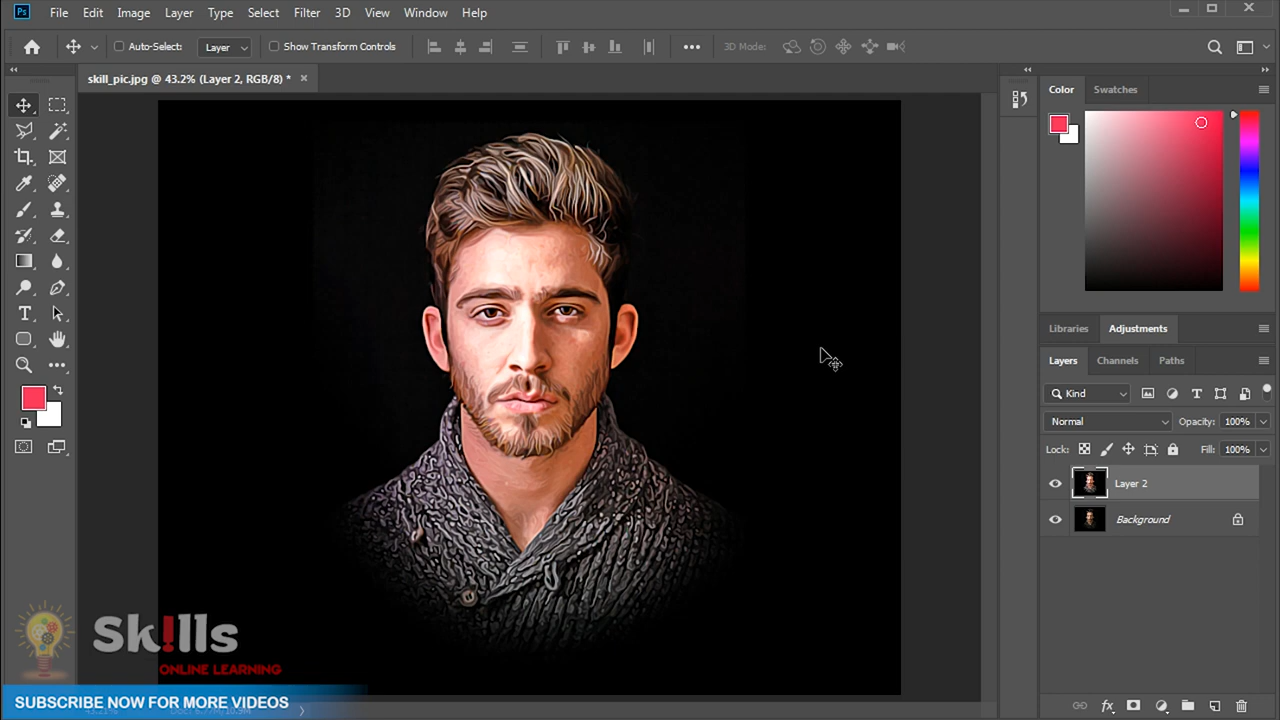 Ps File Edit Image Layer Type Select Filter 3D View Window Help
Auto-Select: Layer Show Transform Controls 3D Mode:
skill_pic.jpg @ 43.2% (Layer 2, RGB/8) *
Color Swatches
Libraries Adjustments
Layers Channels Paths
Kind
Normal Opacity: 100%
Lock: Fill: 100%
Layer 2
Background
fx
Sk!lls
ONLINE LEARNING
SUBSCRIBE NOW FOR MORE VIDEOS